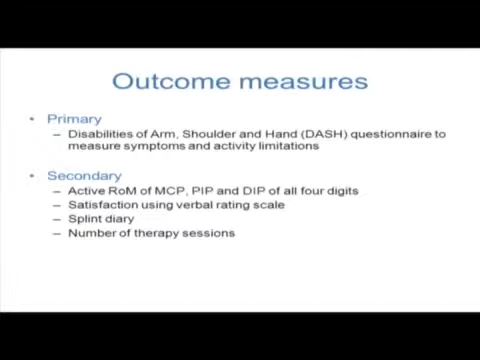 Outcome measures
• Primary
– Disabilities of Arm, Shoulder and Hand (DASH) questionnaire to
measure symptoms and activity limitations
• Secondary
– Active RoM of MCP, PIP and DIP of all four digits
– Satisfaction using verbal rating scale
– Splint diary
– Number of therapy sessions